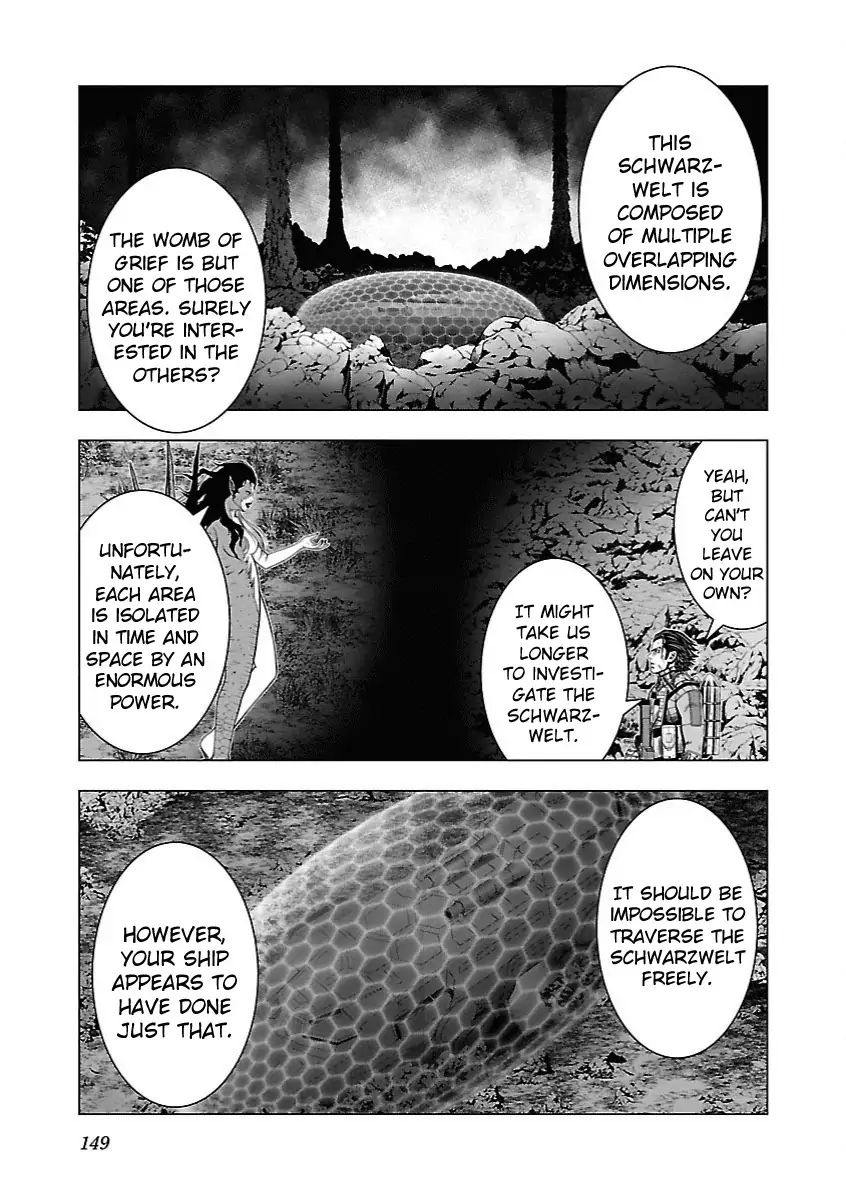 THIS
SCHWARZ-
WELT IS
COMPOSED
OF MULTIPLE
OVERLAPPING
DIMENSIONS.
THE WOMB OF
GRIEF IS BUT
ONE OF THOSE
AREAS. SURELY
YOU'RE INTER-
ESTED IN THE
OTHERS?
YEAH,
BUT
CAN'T
YOU
LEAVE
ON YOUR
OWN?
IT MIGHT
TAKE US
LONGER
TO INVESTI-
GATE THE
SCHWARZ-
WELT.
UNFORTU-
NATELY,
EACH AREA
IS ISOLATED
IN TIME AND
SPACE BY AN
ENORMOUS
POWER.
IT SHOULD BE
IMPOSSIBLE TO
TRAVERSE THE
SCHWARZWELT
FREELY.
HOWEVER,
YOUR SHIP
APPEARS TO
HAVE DONE
JUST THAT.
149